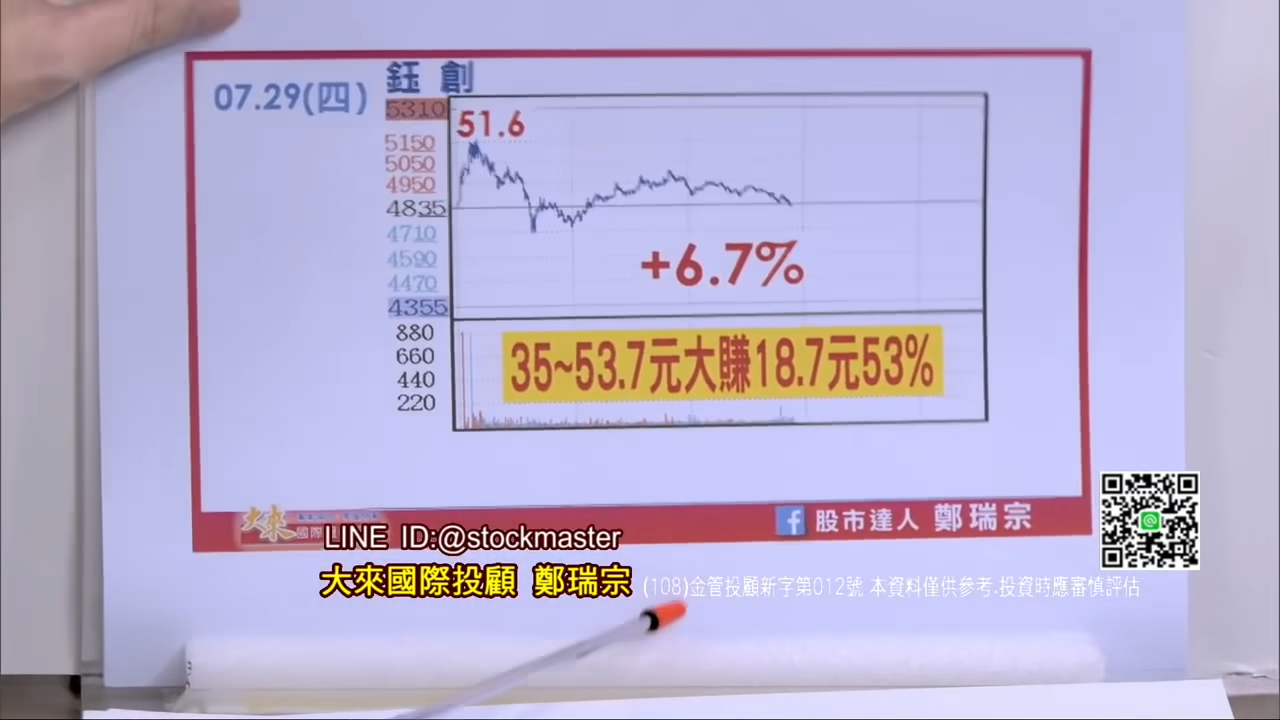 07.29(四)
鈺創
5310
51.6
5150
5050
4950
4835
4710
4590
4470
4355
+6.7%
880
660
440
220
35~53.7元大賺18.7元53%
大來
國際
股市達人 鄭瑞宗
LINE ID:@stockmaster
大來國際投顧 鄭瑞宗 (108)金管投顧新字第012號 本資料僅供參考.投資時應審慎評估